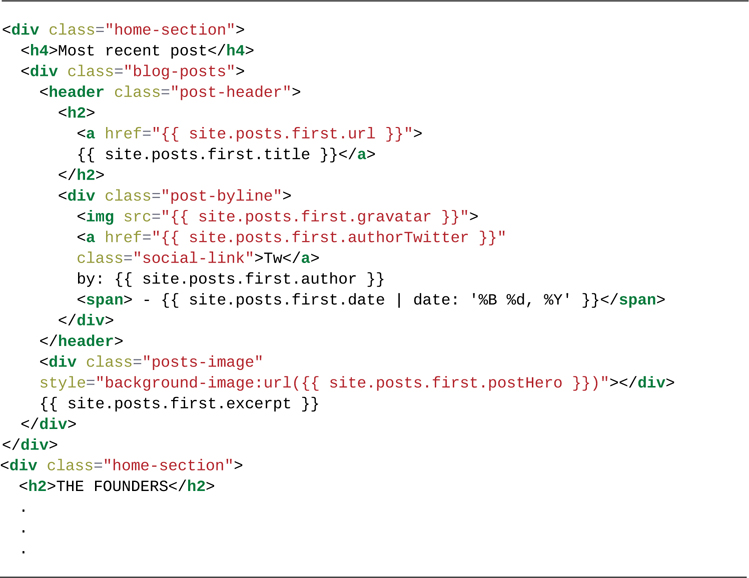 <div class="home-section">
<h4>Most recent post</h4>
<div class="blog-posts">
<header class="post-header">
<h2>
<a href="{{ site.posts.first.url }}">
{{ site.posts.first.title }}</a>
</h2>
<div class="post-byline">
<img src="{{ site.posts.first.gravatar }}">
<a href="{{ site.posts.first.authorTwitter }}"
class="social-link">Tw</a>
by: {{ site.posts.first.author }}
<span> - {{ site.posts.first.date | date: '%B %d, %Y' }}</span>
</div>
</header>
<div class="posts-image"
style="background-image:url({{ site.posts.first.postHero }})"></div>
{{ site.posts.first.excerpt }}
</div>
</div>
<div class="home-section">
<h2>THE FOUNDERS</h2>
.
.
.